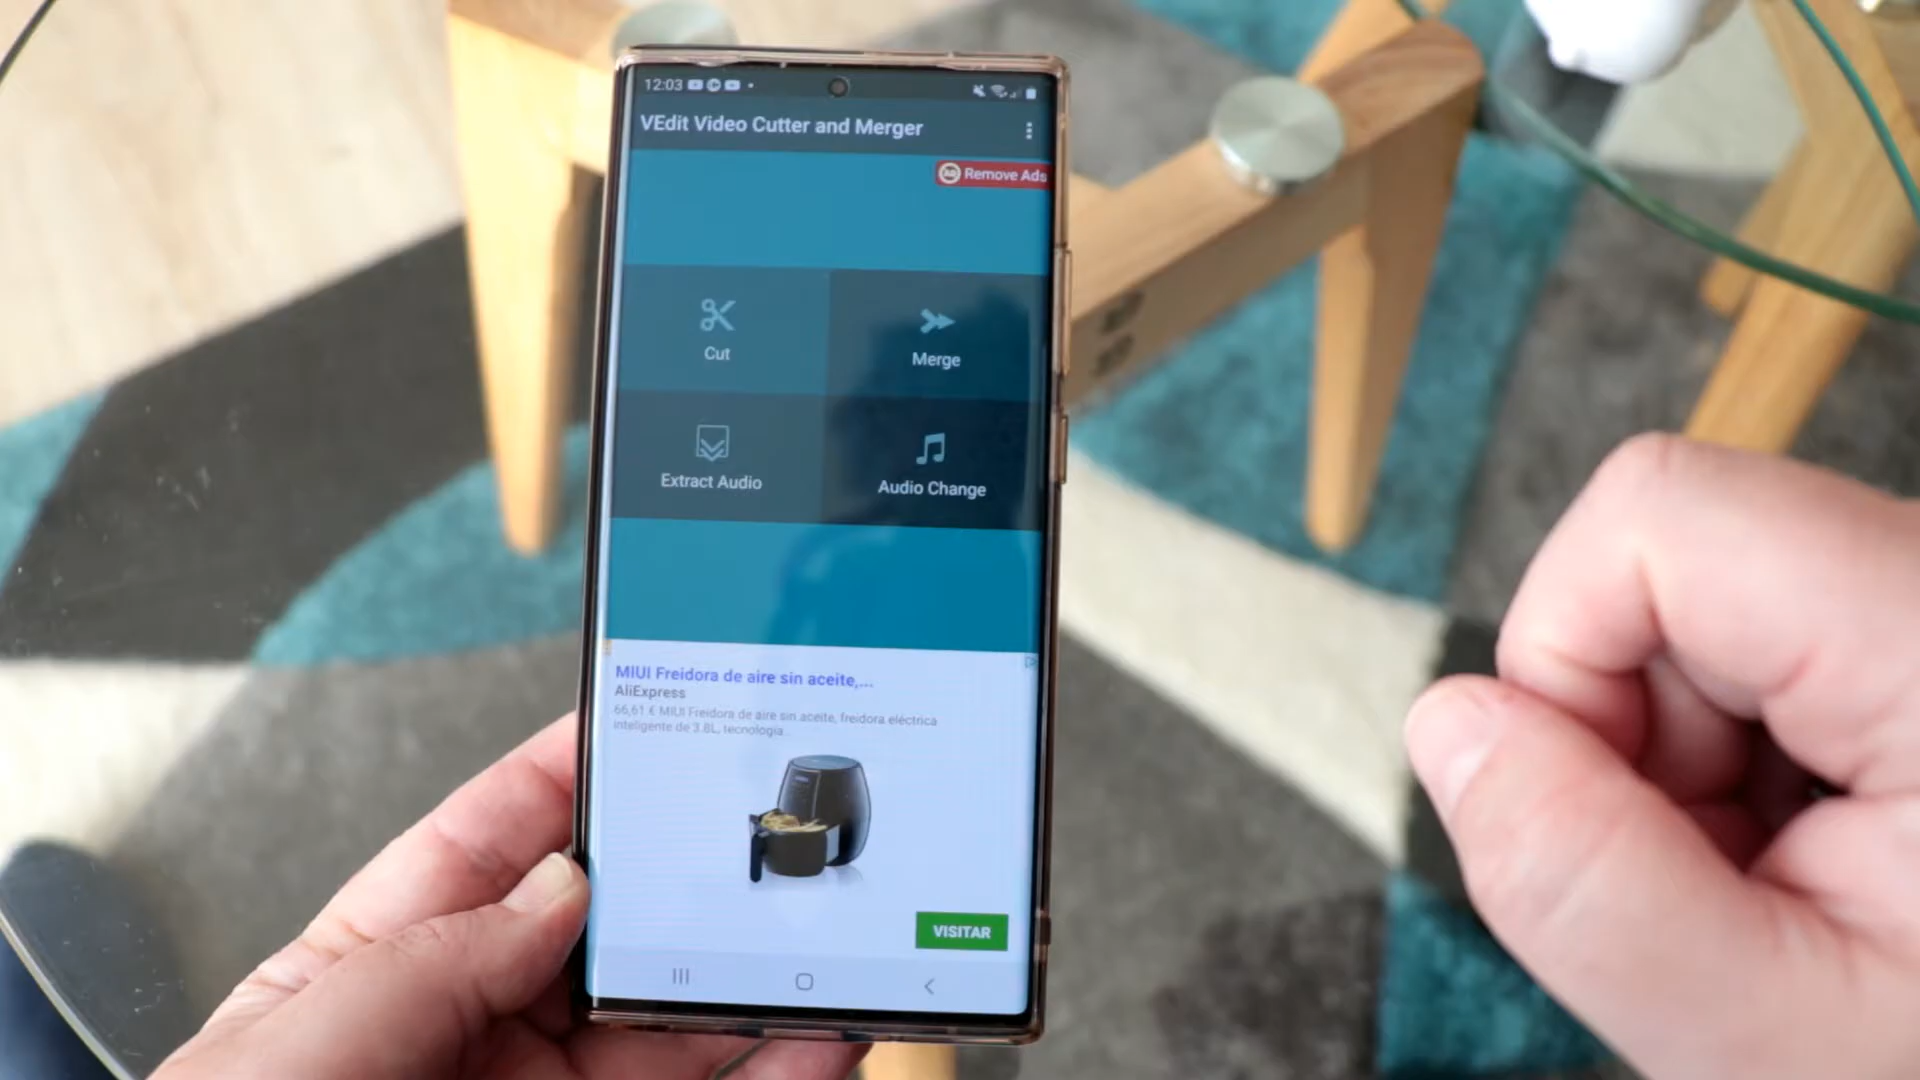 12:03
VEdit Video Cutter and Merger
Remove Ads
Cut
Merge
Extract Audio
Audio Change
MIUI Freidora de aire sin aceite,...
AliExpress
66,61 € MIUI Freidora de aire sin aceite, freidora eléctrica
inteligente de 3.8L, tecnología...
VISITAR